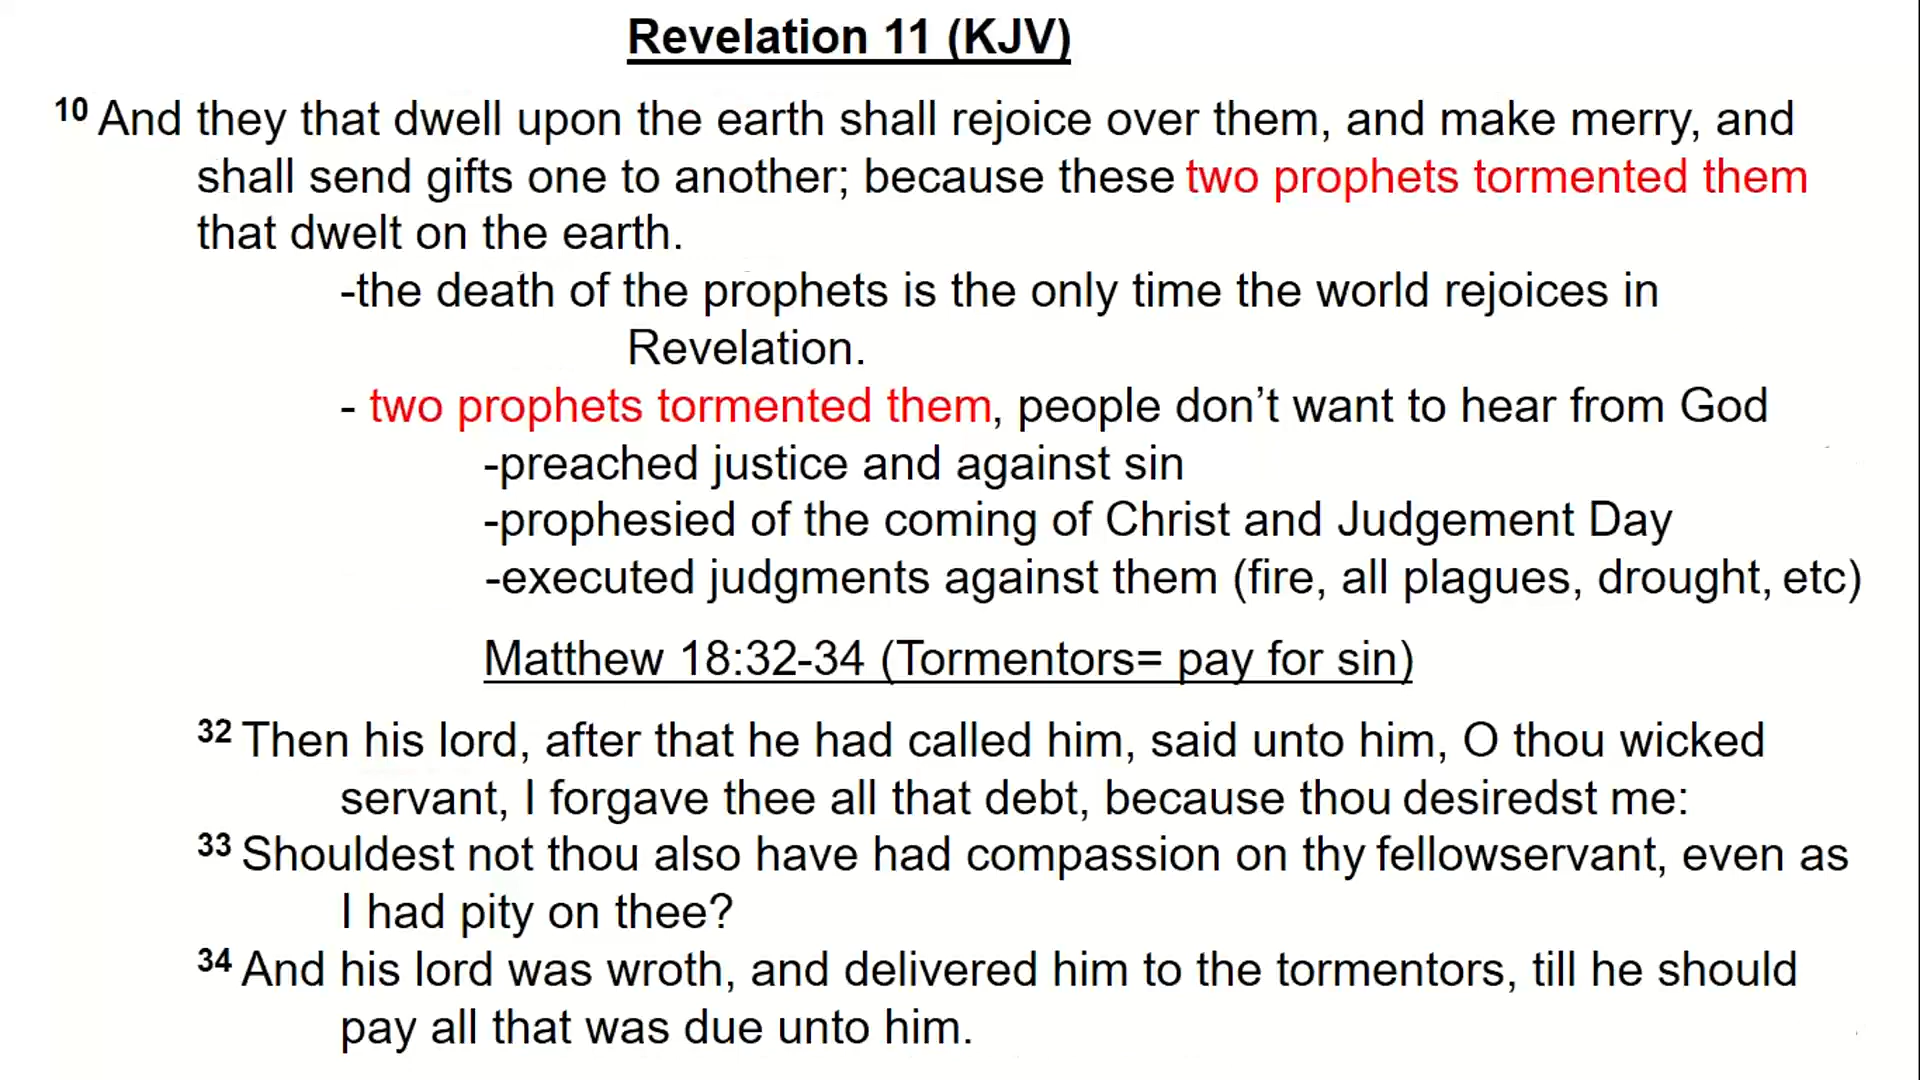 Revelation 11 (KJV)
10 And they that dwell upon the earth shall rejoice over them, and make merry, and
shall send gifts one to another; because these two prophets tormented them
that dwelt on the earth.
-the death of the prophets is the only time the world rejoices in
Revelation.
- two prophets tormented them, people don’t want to hear from God
-preached justice and against sin
-prophesied of the coming of Christ and Judgement Day
-executed judgments against them (fire, all plagues, drought, etc)
Matthew 18:32-34 (Tormentors= pay for sin)
32 Then his lord, after that he had called him, said unto him, O thou wicked
servant, I forgave thee all that debt, because thou desiredst me:
33 Shouldest not thou also have had compassion on thy fellowservant, even as
I had pity on thee?
34 And his lord was wroth, and delivered him to the tormentors, till he should
pay all that was due unto him.